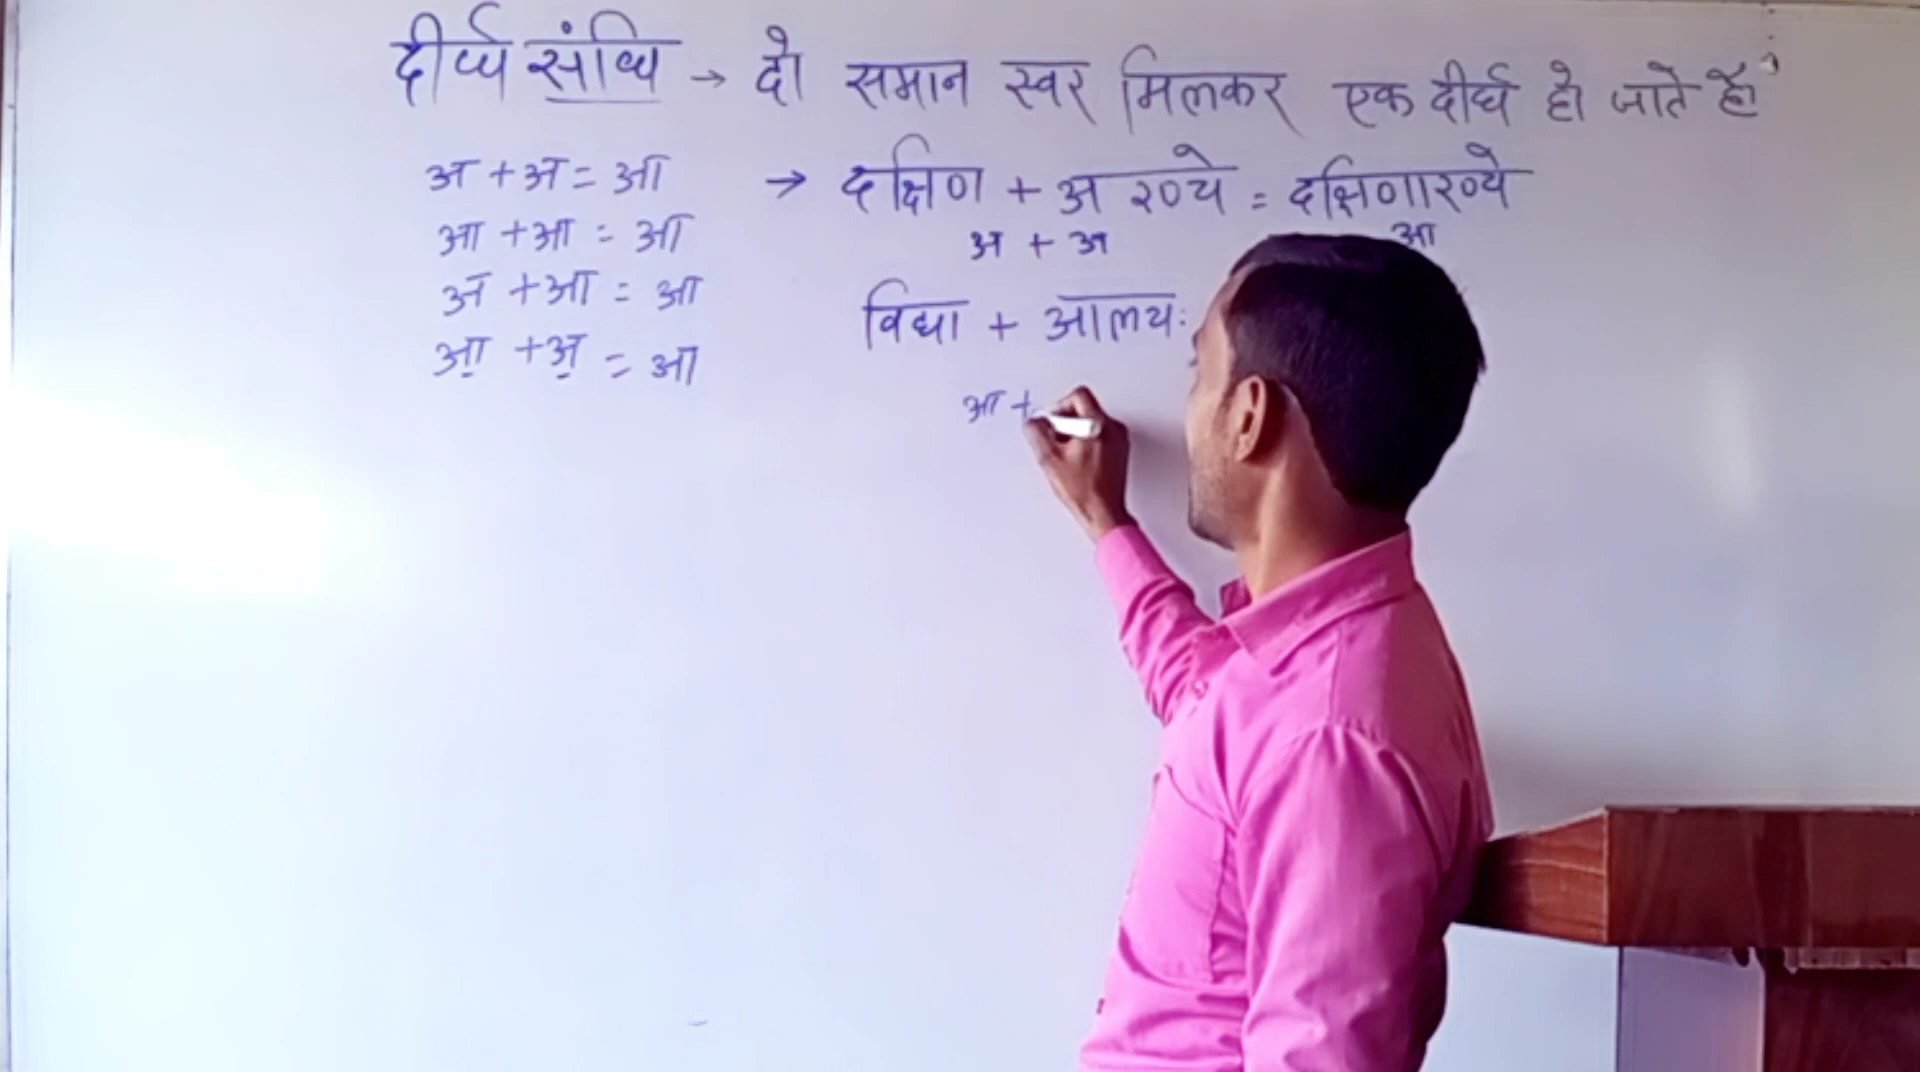 दीर्घ संधि → दो समान स्वर मिलकर एक दीर्घ हो जाते हैं
अ + अ = आ
आ + आ = आ
अ + आ = आ
आ + अ = आ
→ दक्षिण + अरण्ये = दक्षिणारण्ये
अ + अ आ
विद्या + आलयः
आ +